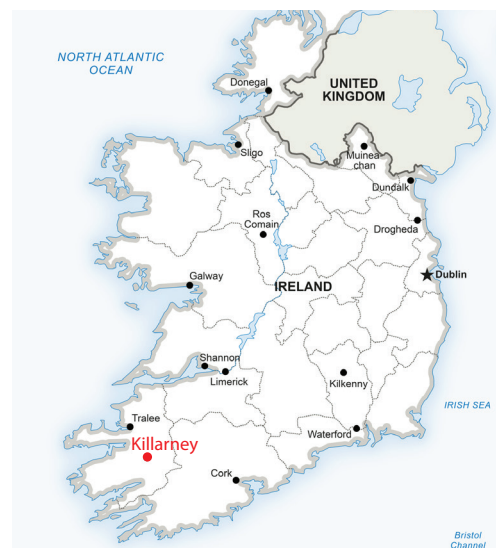 NORTH ATLANTIC
OCEAN
Donegal
UNITED
KINGDOM
Sligo
Muinea-
chan
Dundalk
Ros
Comain
Drogheda
Dublin
Galway
IRELAND
Shannon
Limerick
Kilkenny
IRISH SEA
Tralee
Killarney
Waterford
Cork
Bristol
Channel